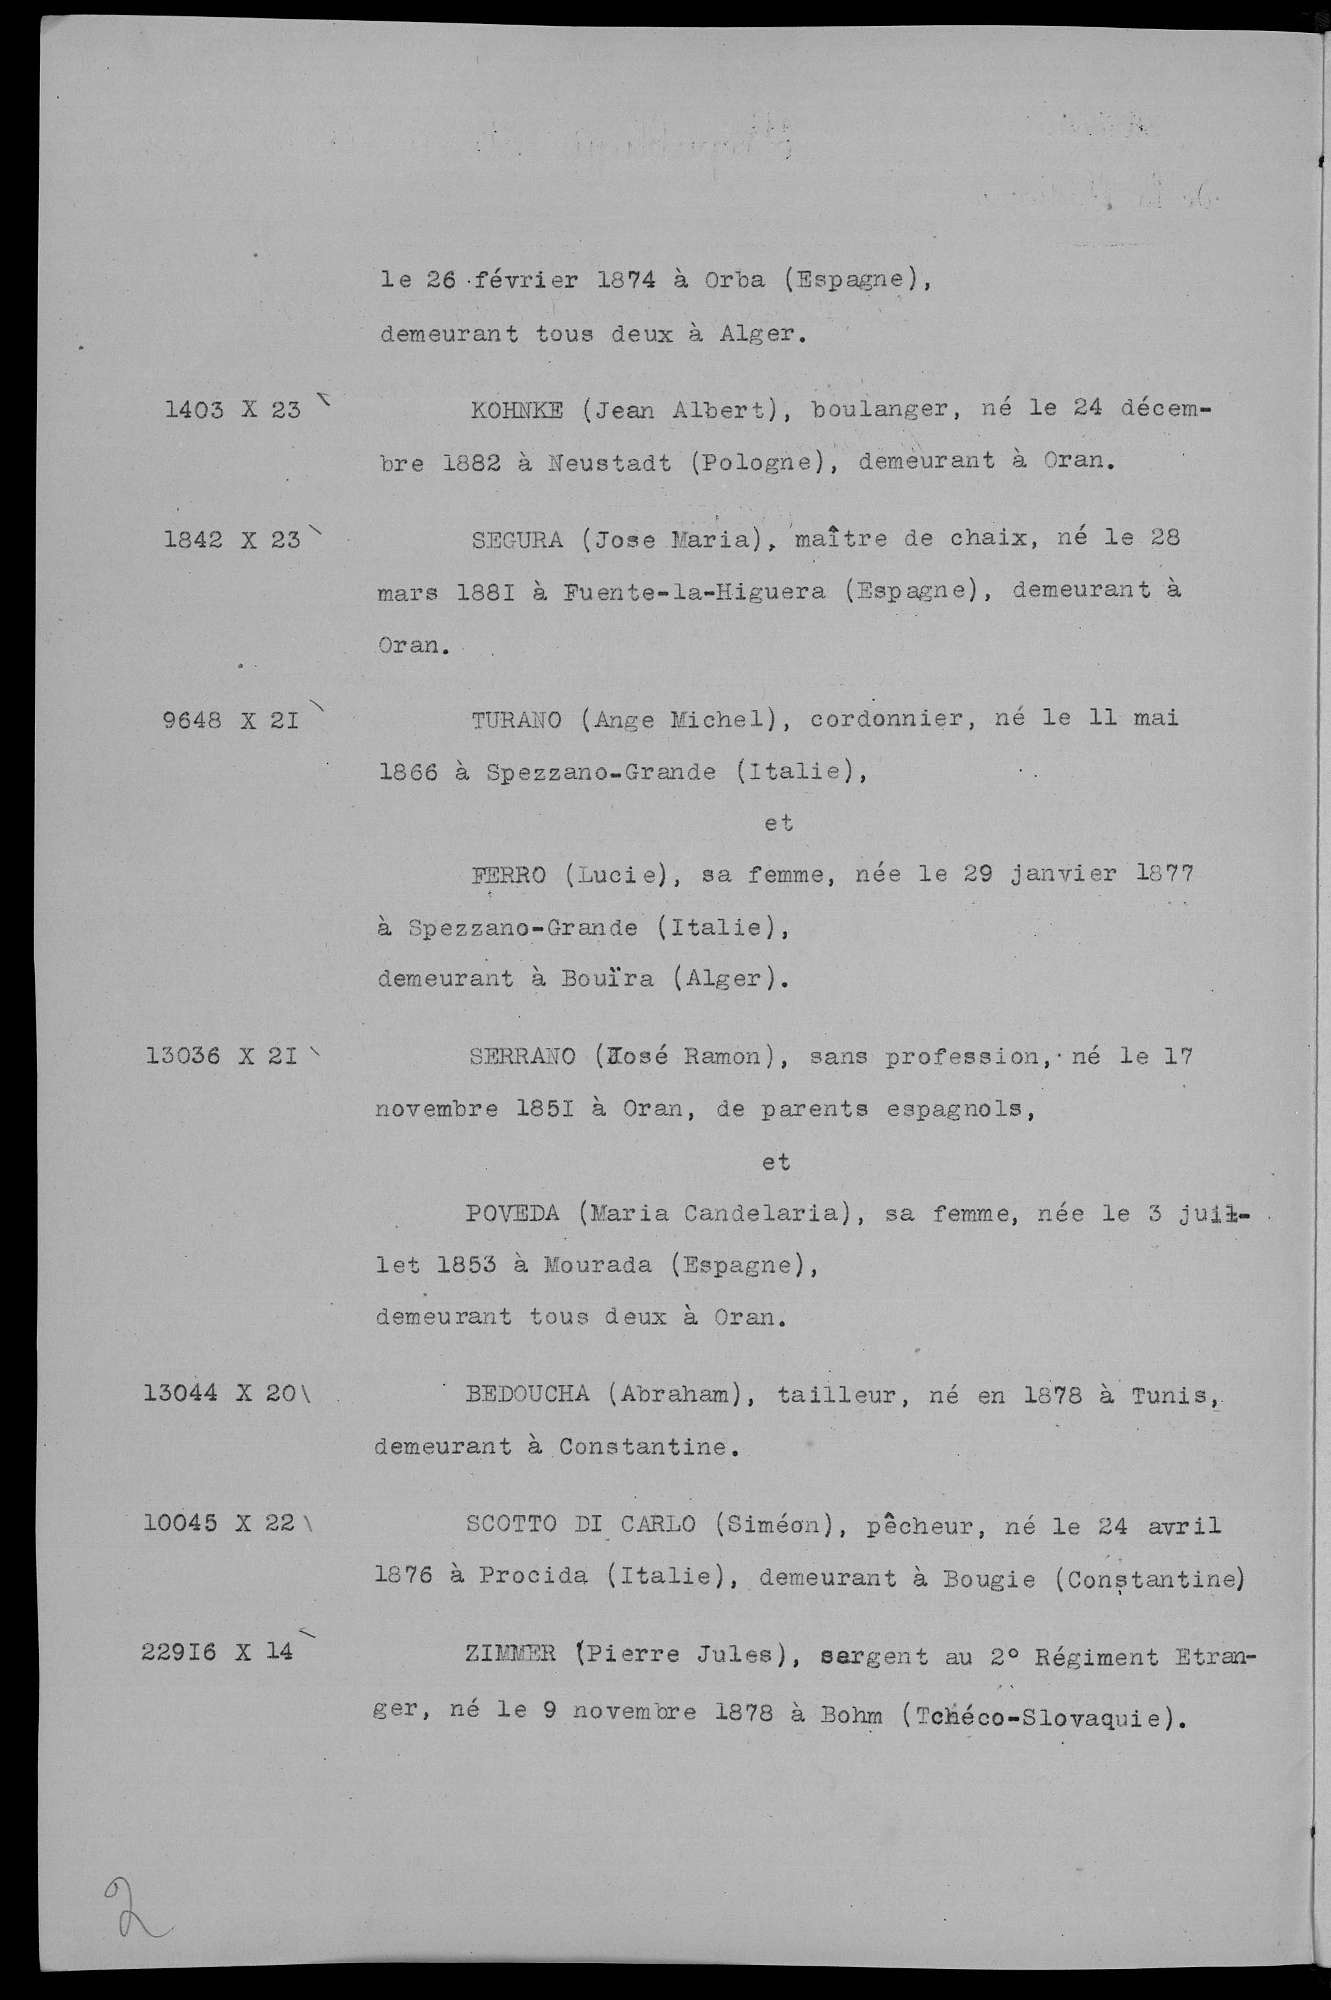 le 26 février 1874 à Orba (Espagne),
demeurant tous deux à Alger.
1403 X 23 \ KOHNKE (Jean Albert), boulanger, né le 24 décem-
bre 1882 à Neustadt (Pologne), demeurant à Oran.
1842 X 23 \ SEGURA (Jose Maria), maître de chaix, né le 28
mars 188I à Fuente-la-Higuera (Espagne), demeurant à
Oran.
9648 X 2I \ TURANO (Ange Michel), cordonnier, né le 11 mai
1866 à Spezzano-Grande (Italie),
et
FERRO (Lucie), sa femme, née le 29 janvier 1877
à Spezzano-Grande (Italie),
demeurant à Bouïra (Alger).
13036 X 2I \ SERRANO (José Ramon), sans profession, né le 17
novembre 185I à Oran, de parents espagnols,
et
POVEDA (Maria Candelaria), sa femme, née le 3 juil-
let 1853 à Mourada (Espagne),
demeurant tous deux à Oran.
13044 X 20 \ BEDOUCHA (Abraham), tailleur, né en 1878 à Tunis,
demeurant à Constantine.
10045 X 22 \ SCOTTO DI CARLO (Siméon), pêcheur, né le 24 avril
1876 à Procida (Italie), demeurant à Bougie (Constantine)
229I6 X 14 \ ZIMMER (Pierre Jules), sergent au 2° Régiment Etran-
ger, né le 9 novembre 1878 à Bohm (Tchéco-Slovaquie).
2